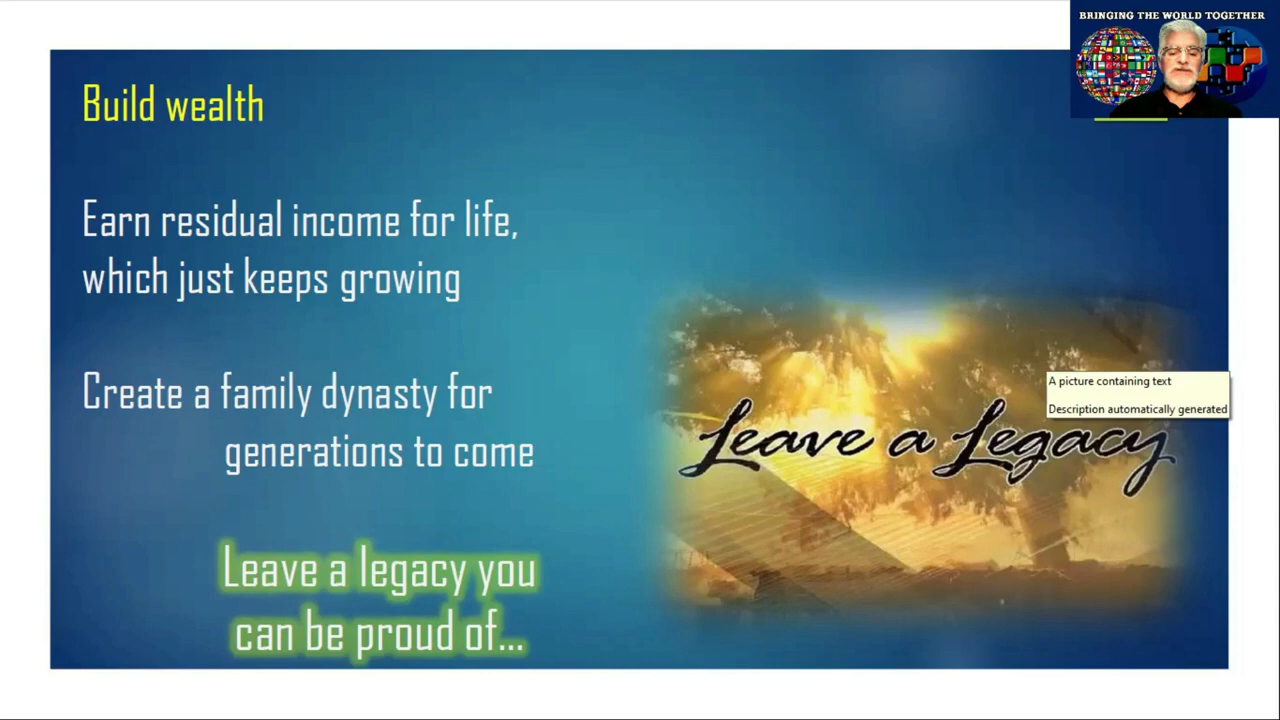 BRINGING THE WORLD TOGETHER
Build wealth
Earn residual income for life,
which just keeps growing
Create a family dynasty for
generations to come
Leave a legacy you
can be proud of...
A picture containing text
Description automatically generated
Leave a Legacy